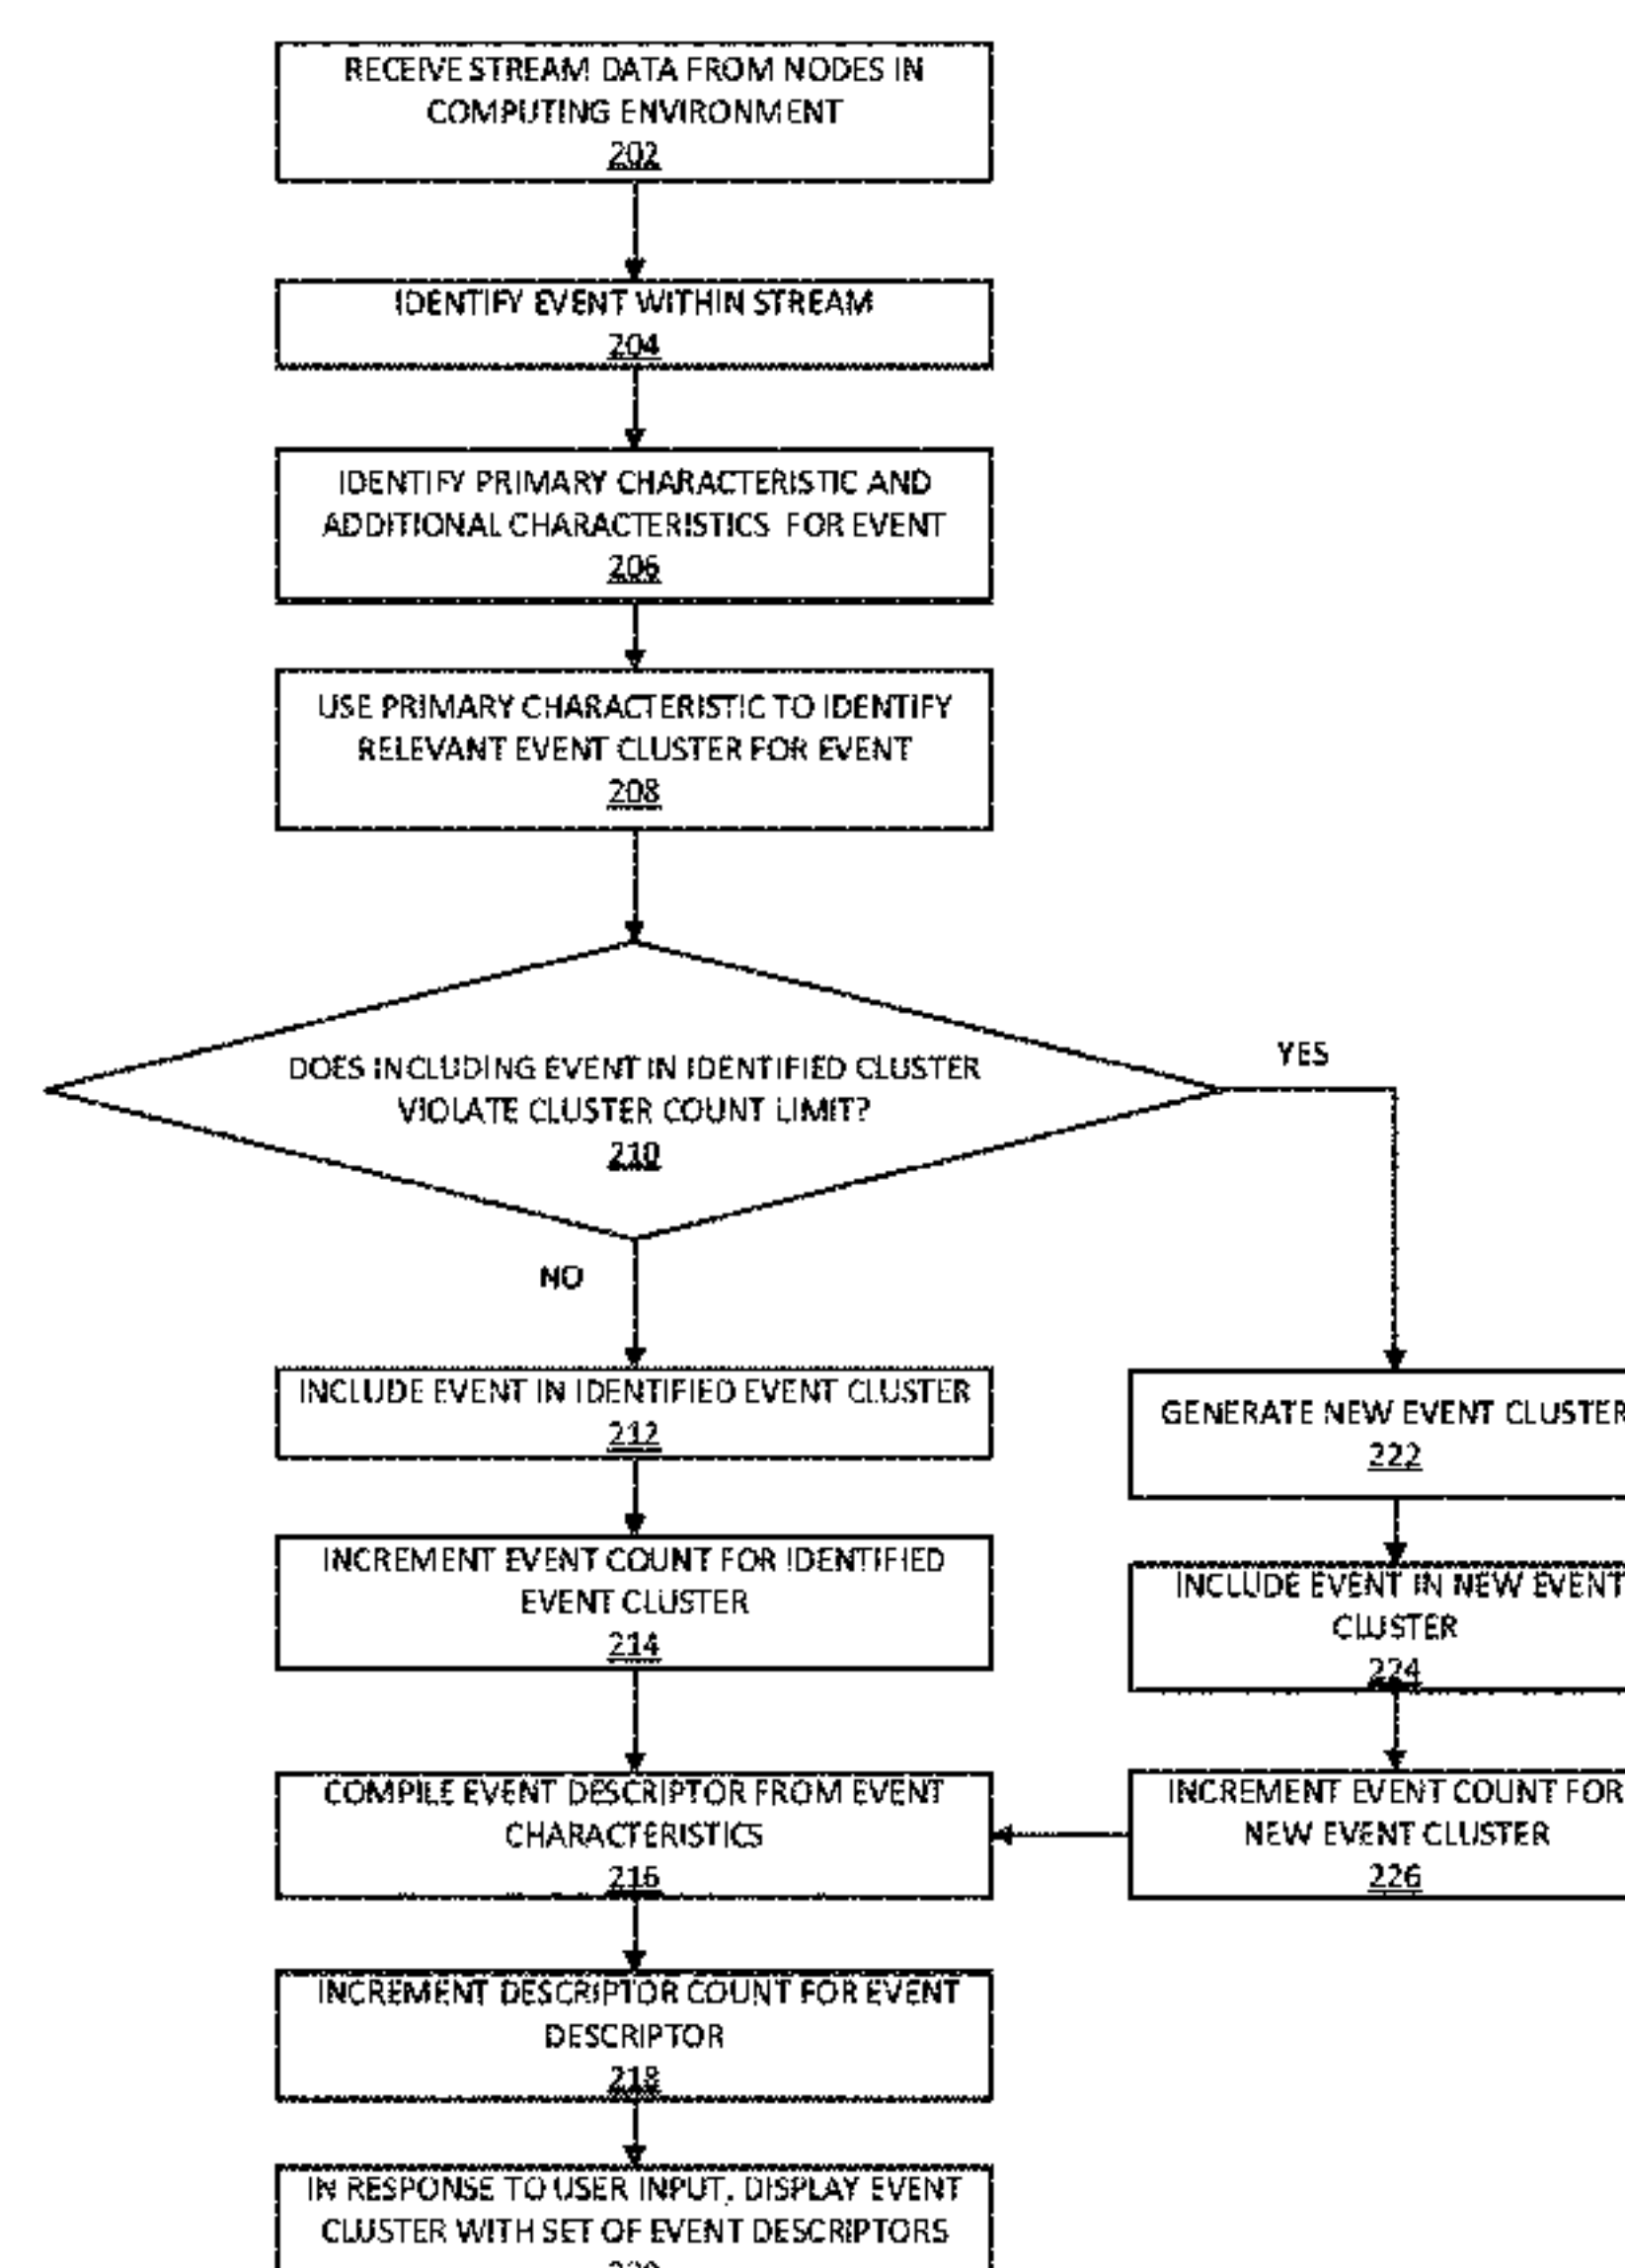 RECEIVE STREAM DATA FROM NODES IN
COMPUTING ENVIRONMENT
202
IDENTIFY EVENT WITHIN STREAM
204
IDENTIFY PRIMARY CHARACTERISTIC AND
ADDITIONAL CHARACTERISTICS FOR EVENT
206
USE PRIMARY CHARACTERISTIC TO IDENTIFY
RELEVANT EVENT CLUSTER FOR EVENT
208
DOES INCLUDING EVENT IN IDENTIFIED CLUSTER
VIOLATE CLUSTER COUNT LIMIT?
210
YES
NO
INCLUDE EVENT IN IDENTIFIED EVENT CLUSTER
212
INCREMENT EVENT COUNT FOR IDENTIFIED
EVENT CLUSTER
214
COMPILE EVENT DESCRIPTOR FROM EVENT
CHARACTERISTICS
216
INCREMENT DESCRIPTOR COUNT FOR EVENT
DESCRIPTOR
218
IN RESPONSE TO USER INPUT, DISPLAY EVENT
CLUSTER WITH SET OF EVENT DESCRIPTORS
GENERATE NEW EVENT CLUSTER
222
INCLUDE EVENT IN NEW EVENT
CLUSTER
224
INCREMENT EVENT COUNT FOR
NEW EVENT CLUSTER
226